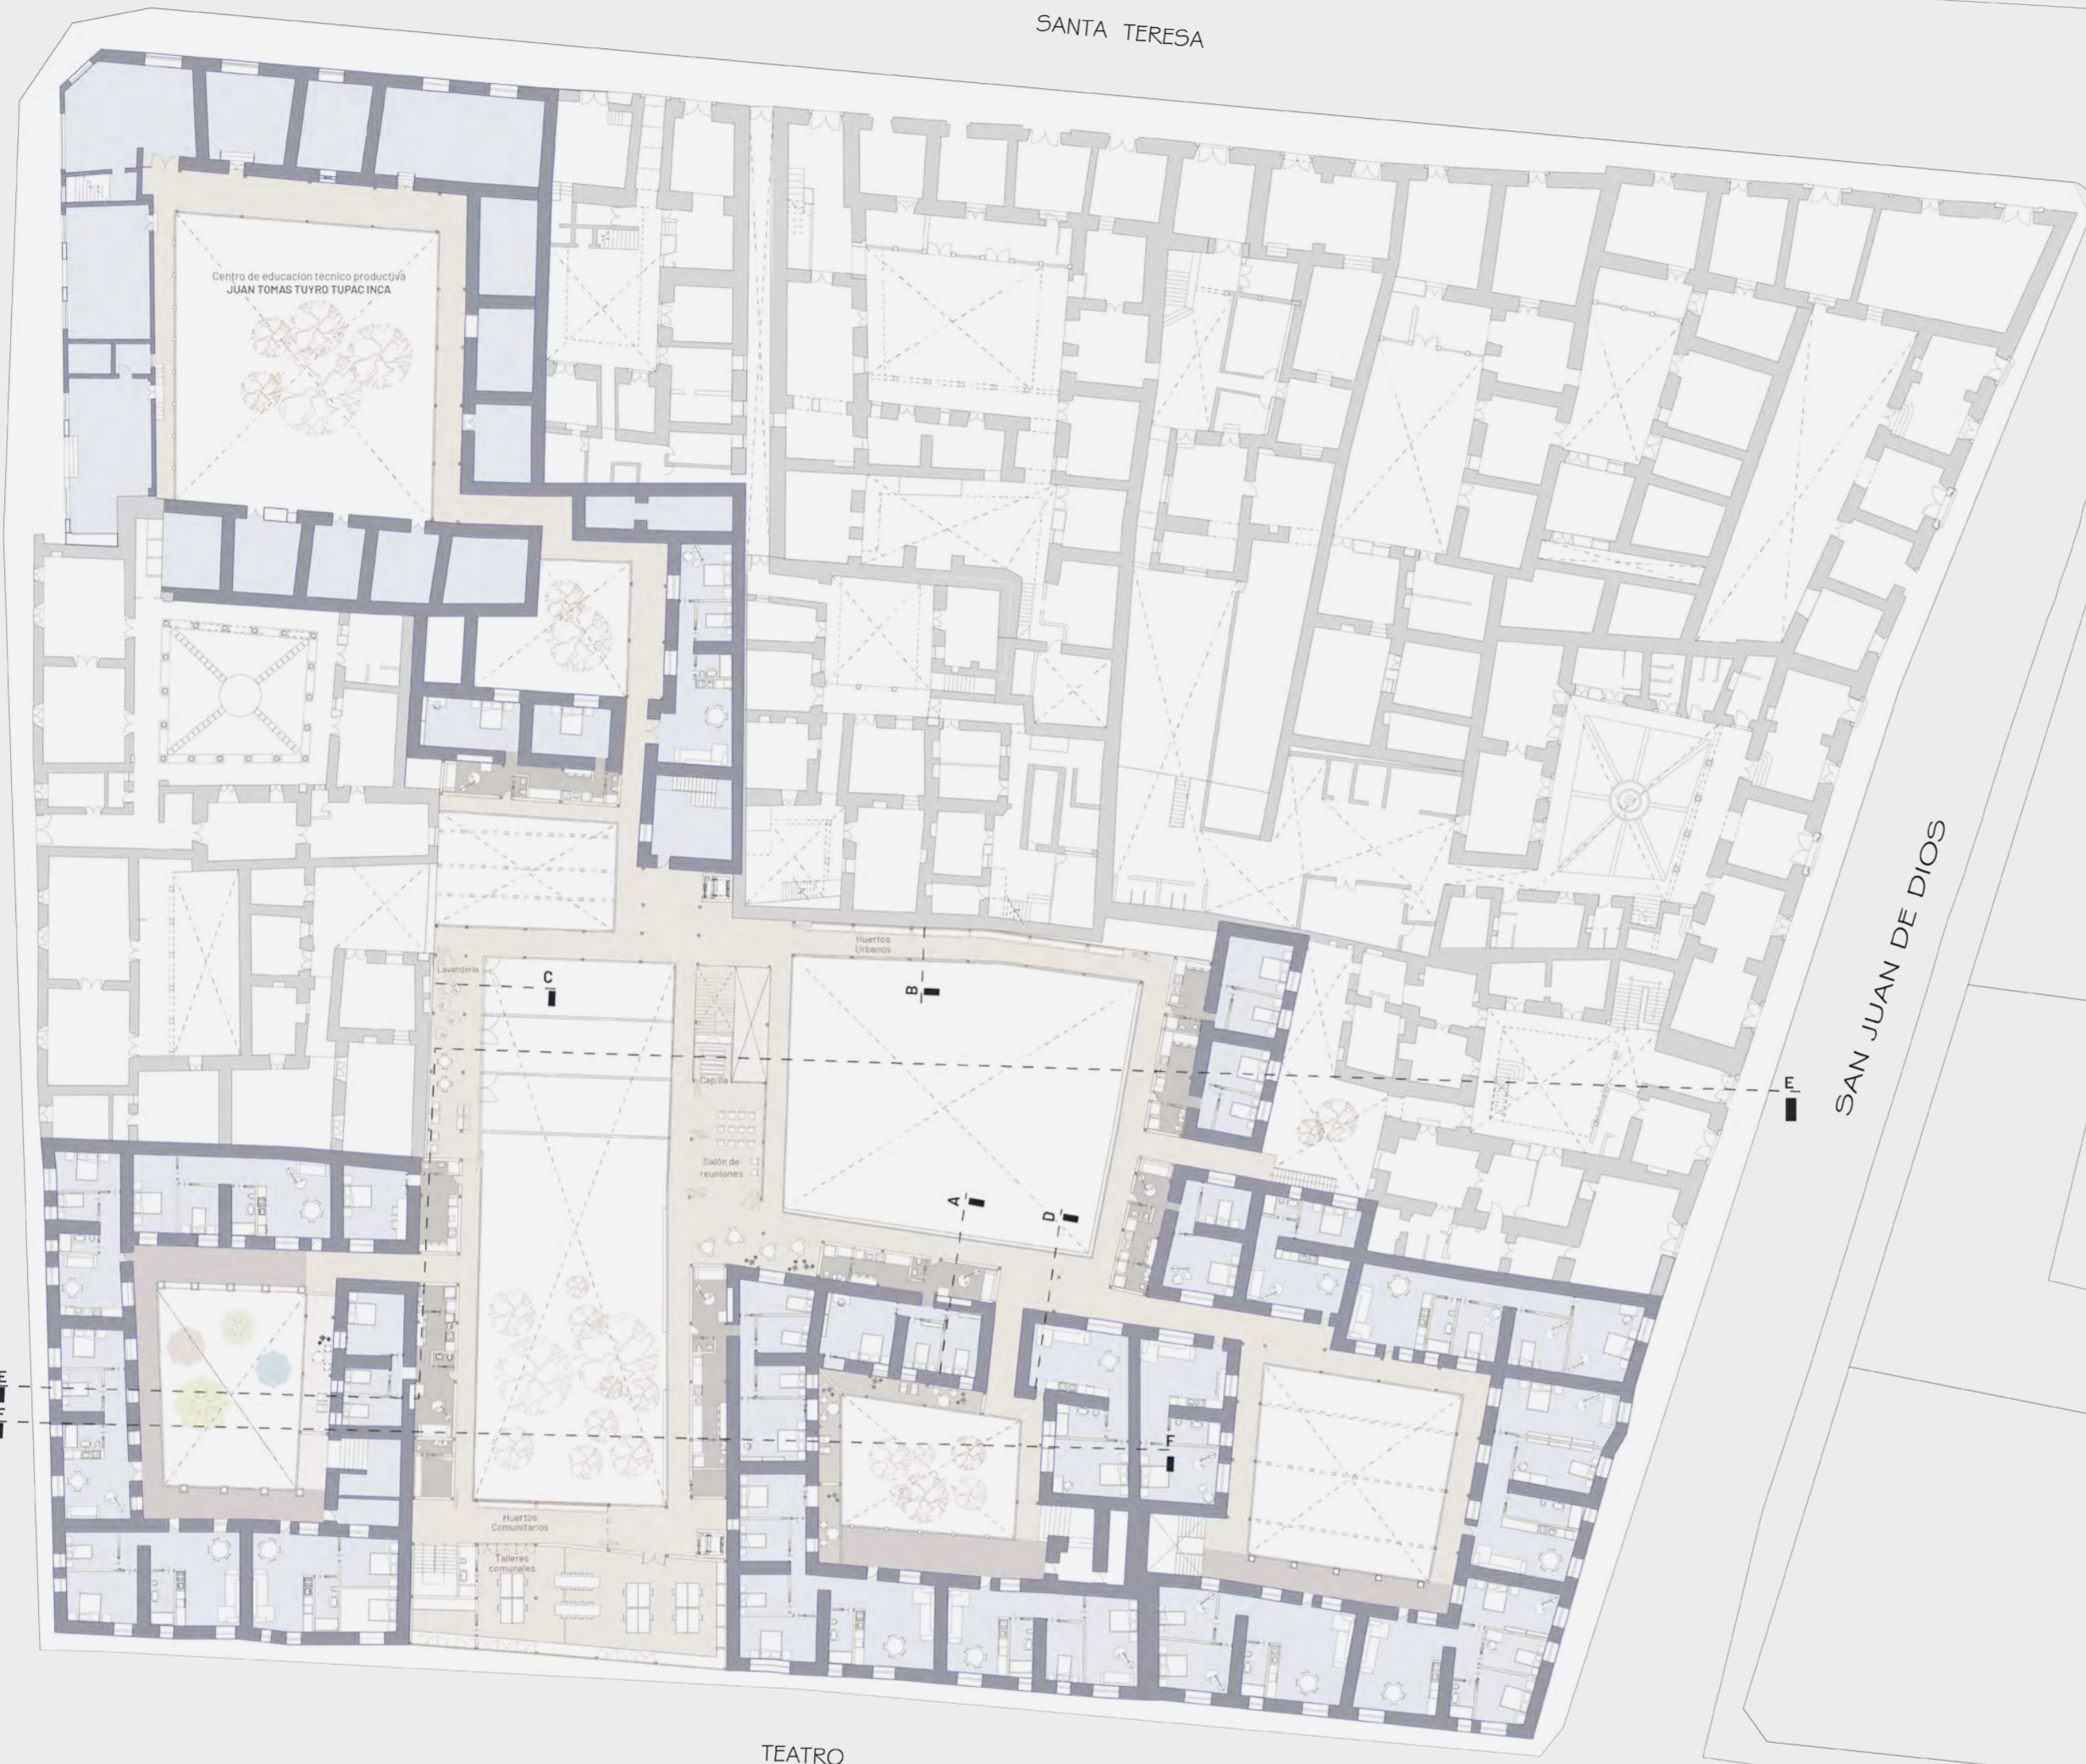 SANTA TERESA
Centro de educación técnico productiva
JUAN TOMAS TUYRO TUPAC INCA
SAN JUAN DE DIOS
Huertos
Urbanos
Lavandería
C
B
E
Capilla
Salón de
reuniones
A
D
E
F
F
Huertos
Comunitarios
Talleres
comunales
TEATRO